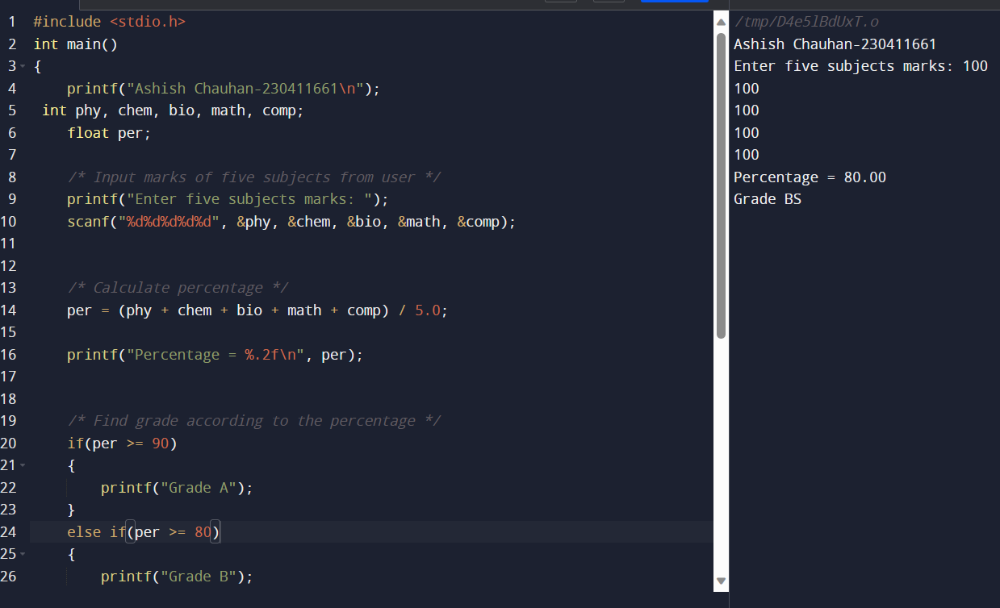 1 #include <stdio.h>
2 int main()
3 {
4 printf("Ashish Chauhan-230411661\n");
5 int phy, chem, bio, math, comp;
6 float per;
7
8 /* Input marks of five subjects from user */
9 printf("Enter five subjects marks: ");
10 scanf("%d%d%d%d%d", &phy, &chem, &bio, &math, &comp);
11
12
13 /* Calculate percentage */
14 per = (phy + chem + bio + math + comp) / 5.0;
15
16 printf("Percentage = %.2f\n", per);
17
18
19 /* Find grade according to the percentage */
20 if(per >= 90)
21 {
22 printf("Grade A");
23 }
24 else if(per >= 80)
25 {
26 printf("Grade B");
/tmp/D4e5lBdUxT.o
Ashish Chauhan-230411661
Enter five subjects marks: 100
100
100
100
100
Percentage = 80.00
Grade BS